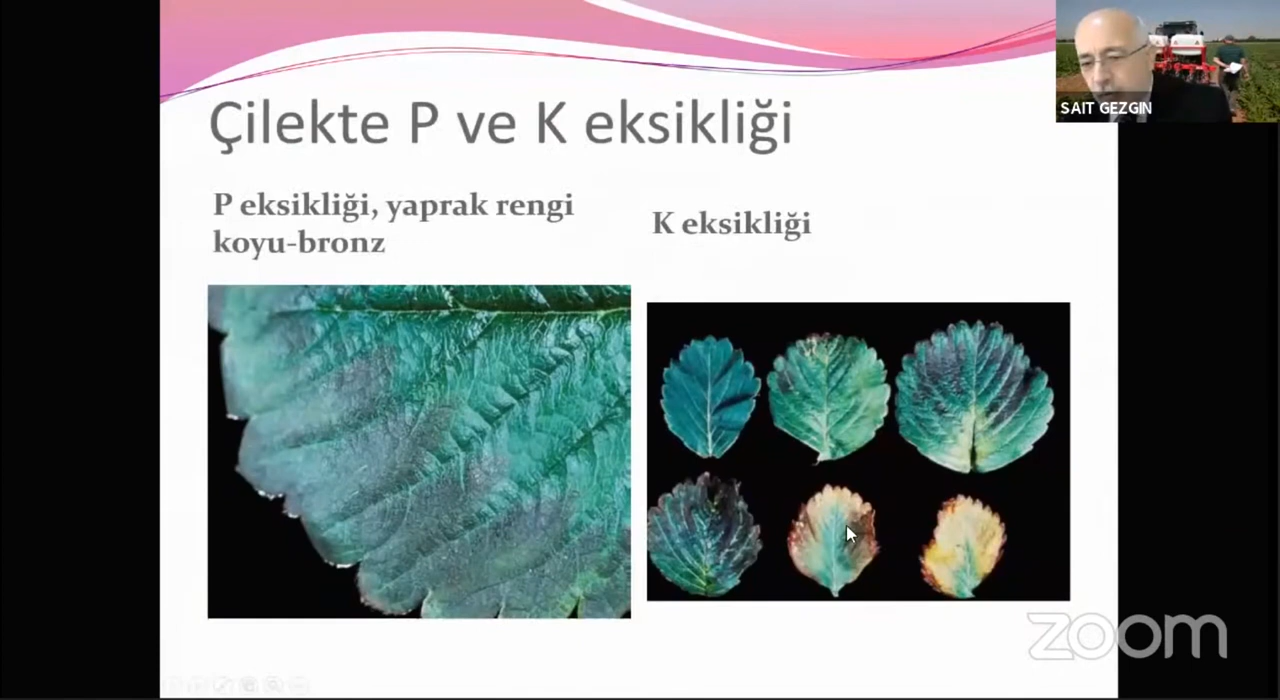 SAIT GEZGIN
Çilekte P ve K eksikliği
P eksikliği, yaprak rengi
koyu-bronz
K eksikliği
zoom